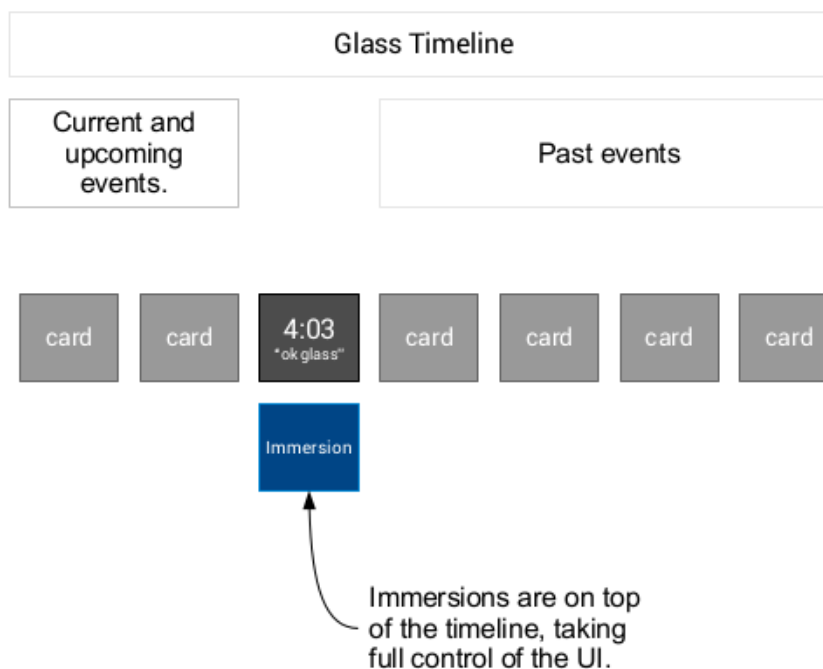 Glass Timeline
Current and
upcoming
events.
Past events
card
card
4:03
"ok glass"
card
card
card
card
Immersion
Immersions are on top
of the timeline, taking
full control of the UI.